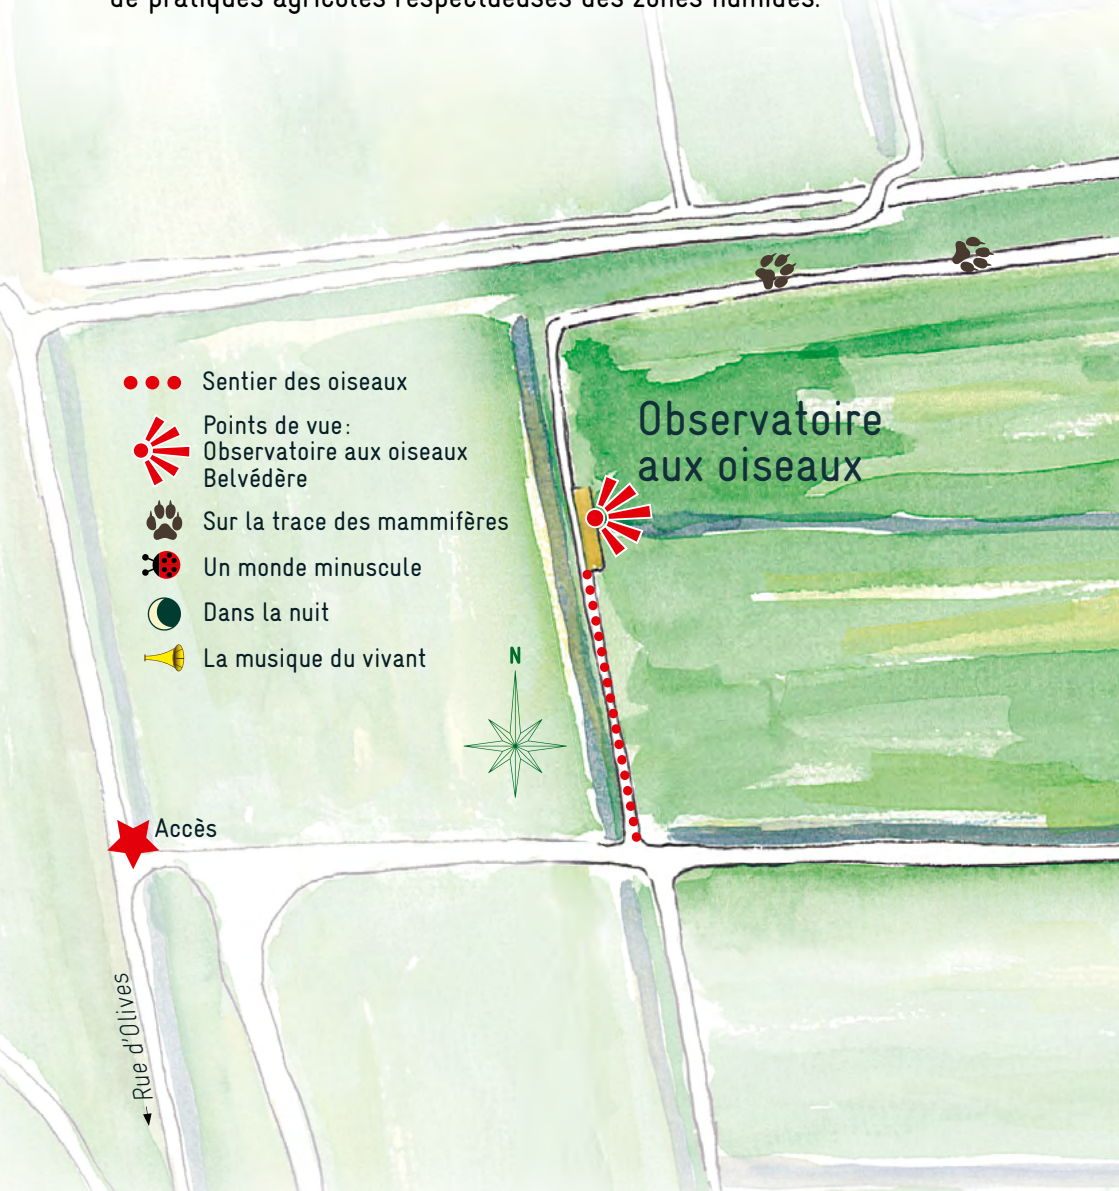 de pratiques agricoles respectueuses des zones humides.
Sentier des oiseaux
Points de vue :
Observatoire aux oiseaux
Belvédère
Sur la trace des mammifères
Un monde minuscule
Dans la nuit
La musique du vivant
N
Observatoire
aux oiseaux
Accès
Rue d'Olives